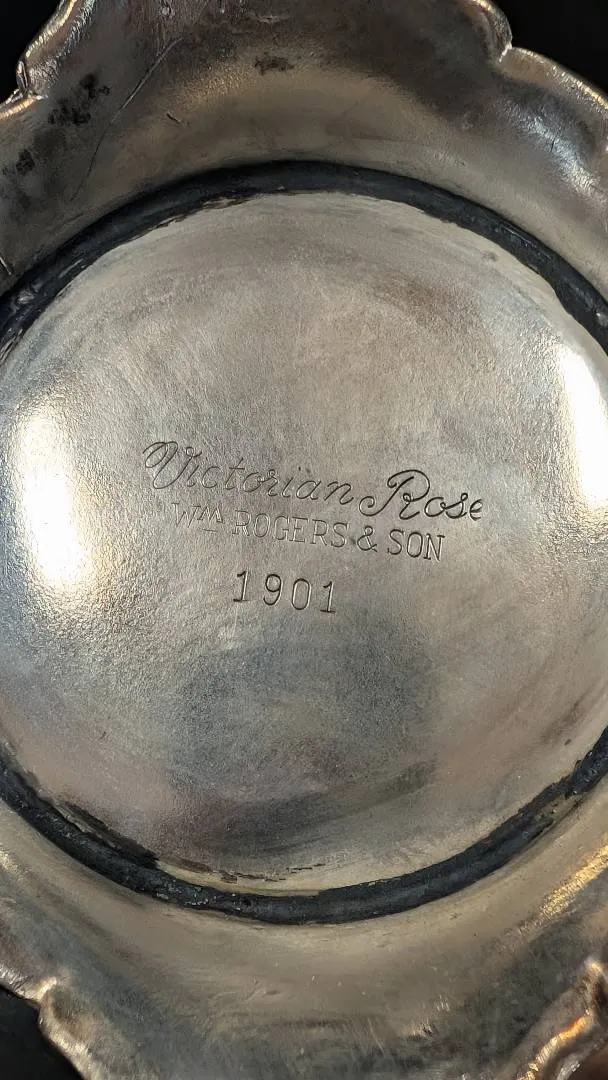 Victorian Rose
WM ROGERS & SON
1901